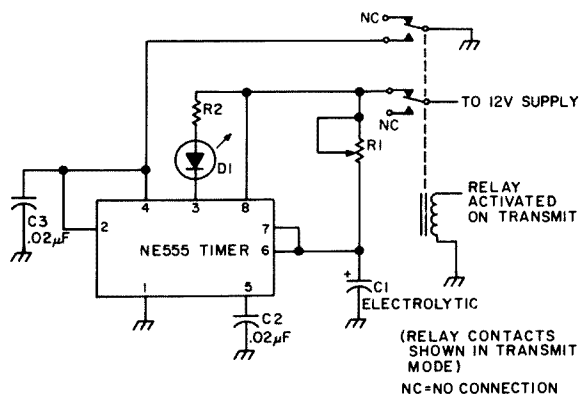 NC
TO 12V SUPPLY
NC
R2
R1
D1
RELAY
ACTIVATED
ON TRANSMIT
C3
.02µF
4
3
8
2
7
6
NE555 TIMER
1
5
+
C1
ELECTROLYTIC
C2
.02µF
(RELAY CONTACTS
SHOWN IN TRANSMIT
MODE)
NC=NO CONNECTION